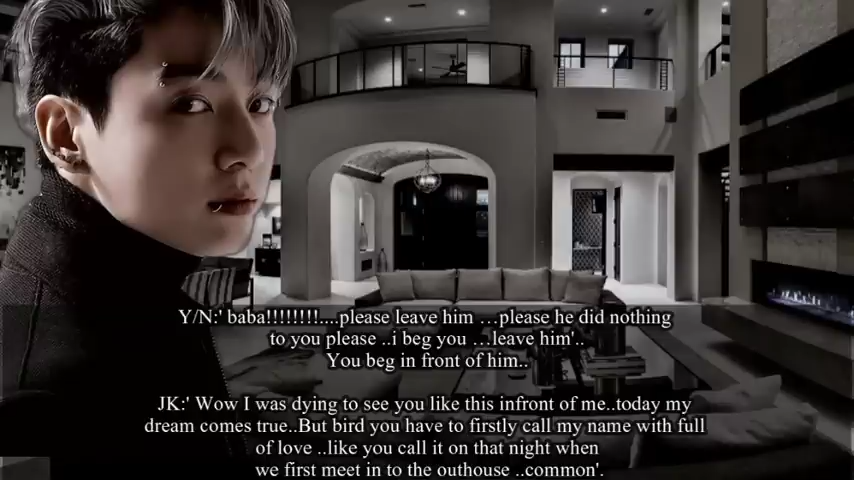 Y/N:' baba!!!!!!!!....please leave him ...please he did nothing
to you please ..i beg you ...leave him'..
You beg in front of him..
JK:' Wow I was dying to see you like this infront of me..today my
dream comes true..But bird you have to firstly call my name with full
of love ..like you call it on that night when
we first meet in to the outhouse ..common'.